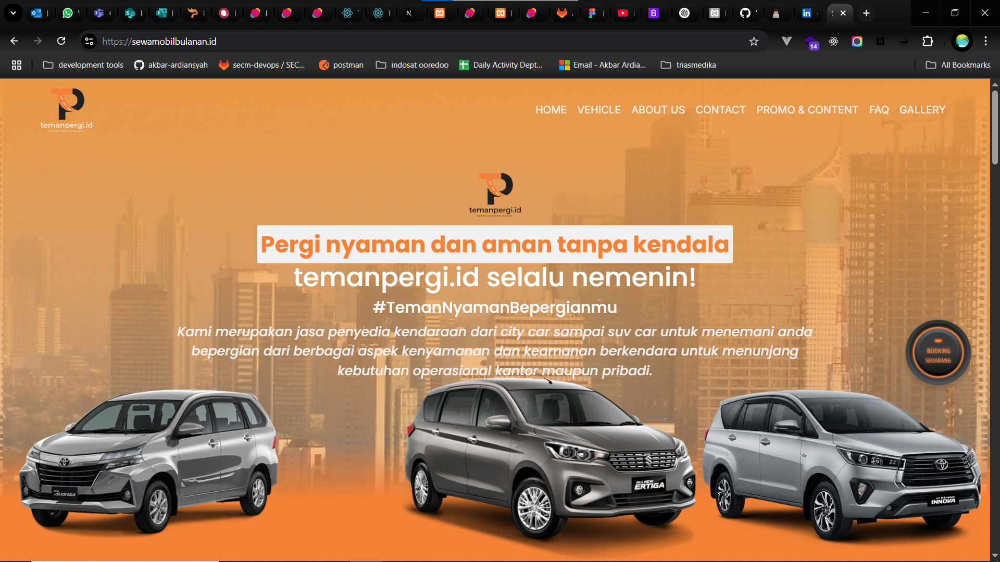 https://sewamobilbulanan.id
14
development tools
akbar-ardiansyah
secm-devops / SEC...
postman
indosat ooredoo
Daily Activity Dept...
Email - Akbar Ardia...
triasmedika
All Bookmarks
temanpergi.id
HOME
VEHICLE
ABOUT US
CONTACT
PROMO & CONTENT
FAQ
GALLERY
temanpergi.id
Pergi nyaman dan aman tanpa kendala
temanpergi.id selalu nemenin!
#TemanNyamanBepergianmu
Kami merupakan jasa penyedia kendaraan dari city car sampai suv car untuk menemani anda
bepergian dari berbagai aspek kenyamanan dan keamanan berkendara untuk menunjang
kebutuhan operasional kantor maupun pribadi.
BOOKING
SEKARANG
NEW
AVANZA
ALL NEW
ERTIGA
KIJANG
INNOVA